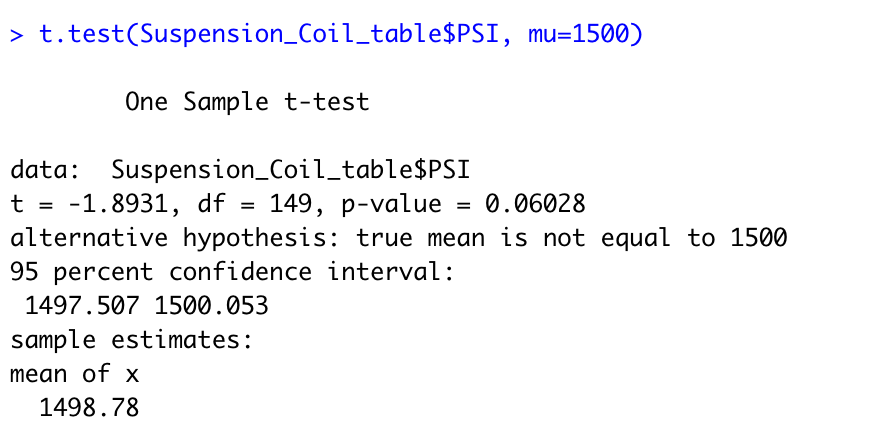 > t.test(Suspension_Coil_table$PSI, mu=1500)
One Sample t-test
data:  Suspension_Coil_table$PSI
t = -1.8931, df = 149, p-value = 0.06028
alternative hypothesis: true mean is not equal to 1500
95 percent confidence interval:
 1497.507 1500.053
sample estimates:
mean of x
  1498.78